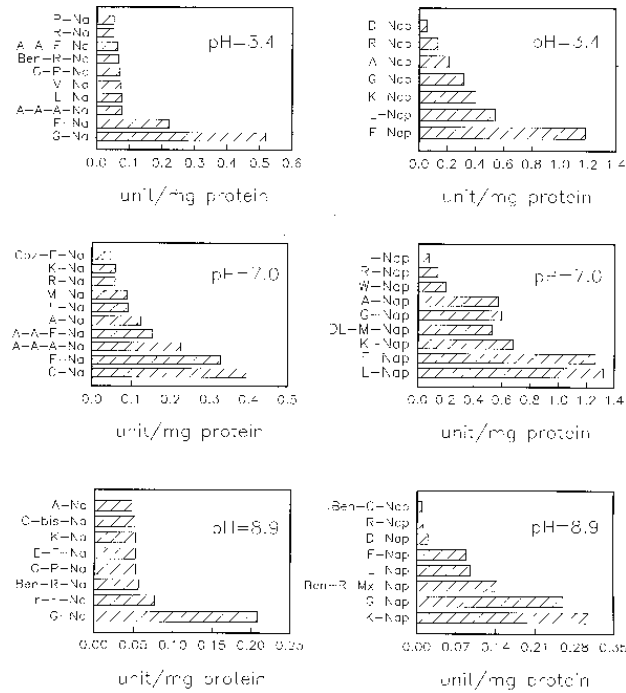 P-Na
R-Na
A-A-F-Na
Ben-R-Na
G-P-Na
A-A-A-Na
G-Na
pH=3.4
0.0 0.1 0.2 0.3 0.4 0.5 0.6
unit/mg protein
D-Nap
R-Nap
A-Nap
G-Nap
K-Nap
L-Nap
F-Nap
pH=3.4
0.0 0.2 0.4 0.6 0.8 1.0 1.2 1.4
unit/mg protein
K-Na
R-Na
M-Na
A-Na
A-A-F-Na
A-A-A-Na
G-Na
pH=7.0
0.0 0.1 0.2 0.3 0.4 0.5
unit/mg protein
R-Nap
W-Nap
A-Nap
G-Nap
DL-M-Nap
K-Nap
F-Nap
L-Nap
pH=7.0
0.0 0.2 0.4 0.6 0.8 1.0 1.2 1.4
unit/mg protein
A-Na
K-Na
G-P-Na
Ben-R-Na
G-Na
pH=8.9
0.00 0.05 0.10 0.15 0.20 0.25
unit/mg protein
R-Nap
D-Nap
F-Nap
L-Nap
G-Nap
K-Nap
pH=8.9
0.00 0.07 0.14 0.21 0.28 0.35
unit/mg protein